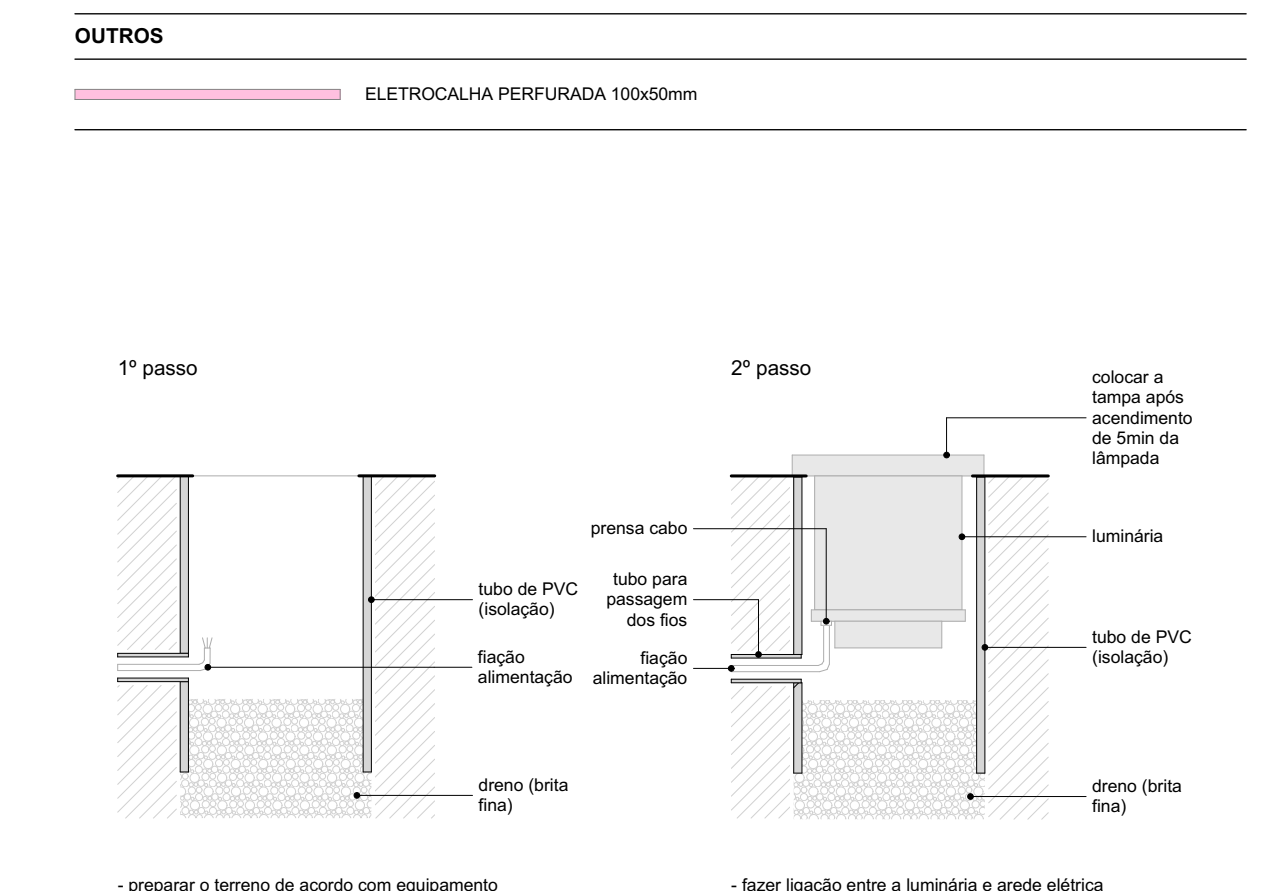 OUTROS
ELETROCALHA PERFURADA 100x50mm
1º passo
tubo de PVC
(isolação)
fiação
alimentação
dreno (brita
fina)
- preparar o terreno de acordo com equipamento
2º passo
colocar a
tampa após
acendimento
de 5min da
lâmpada
prensa cabo
luminária
tubo para
passagem
dos fios
tubo de PVC
(isolação)
fiação
alimentação
dreno (brita
fina)
- fazer ligação entre a luminária e arede elétrica